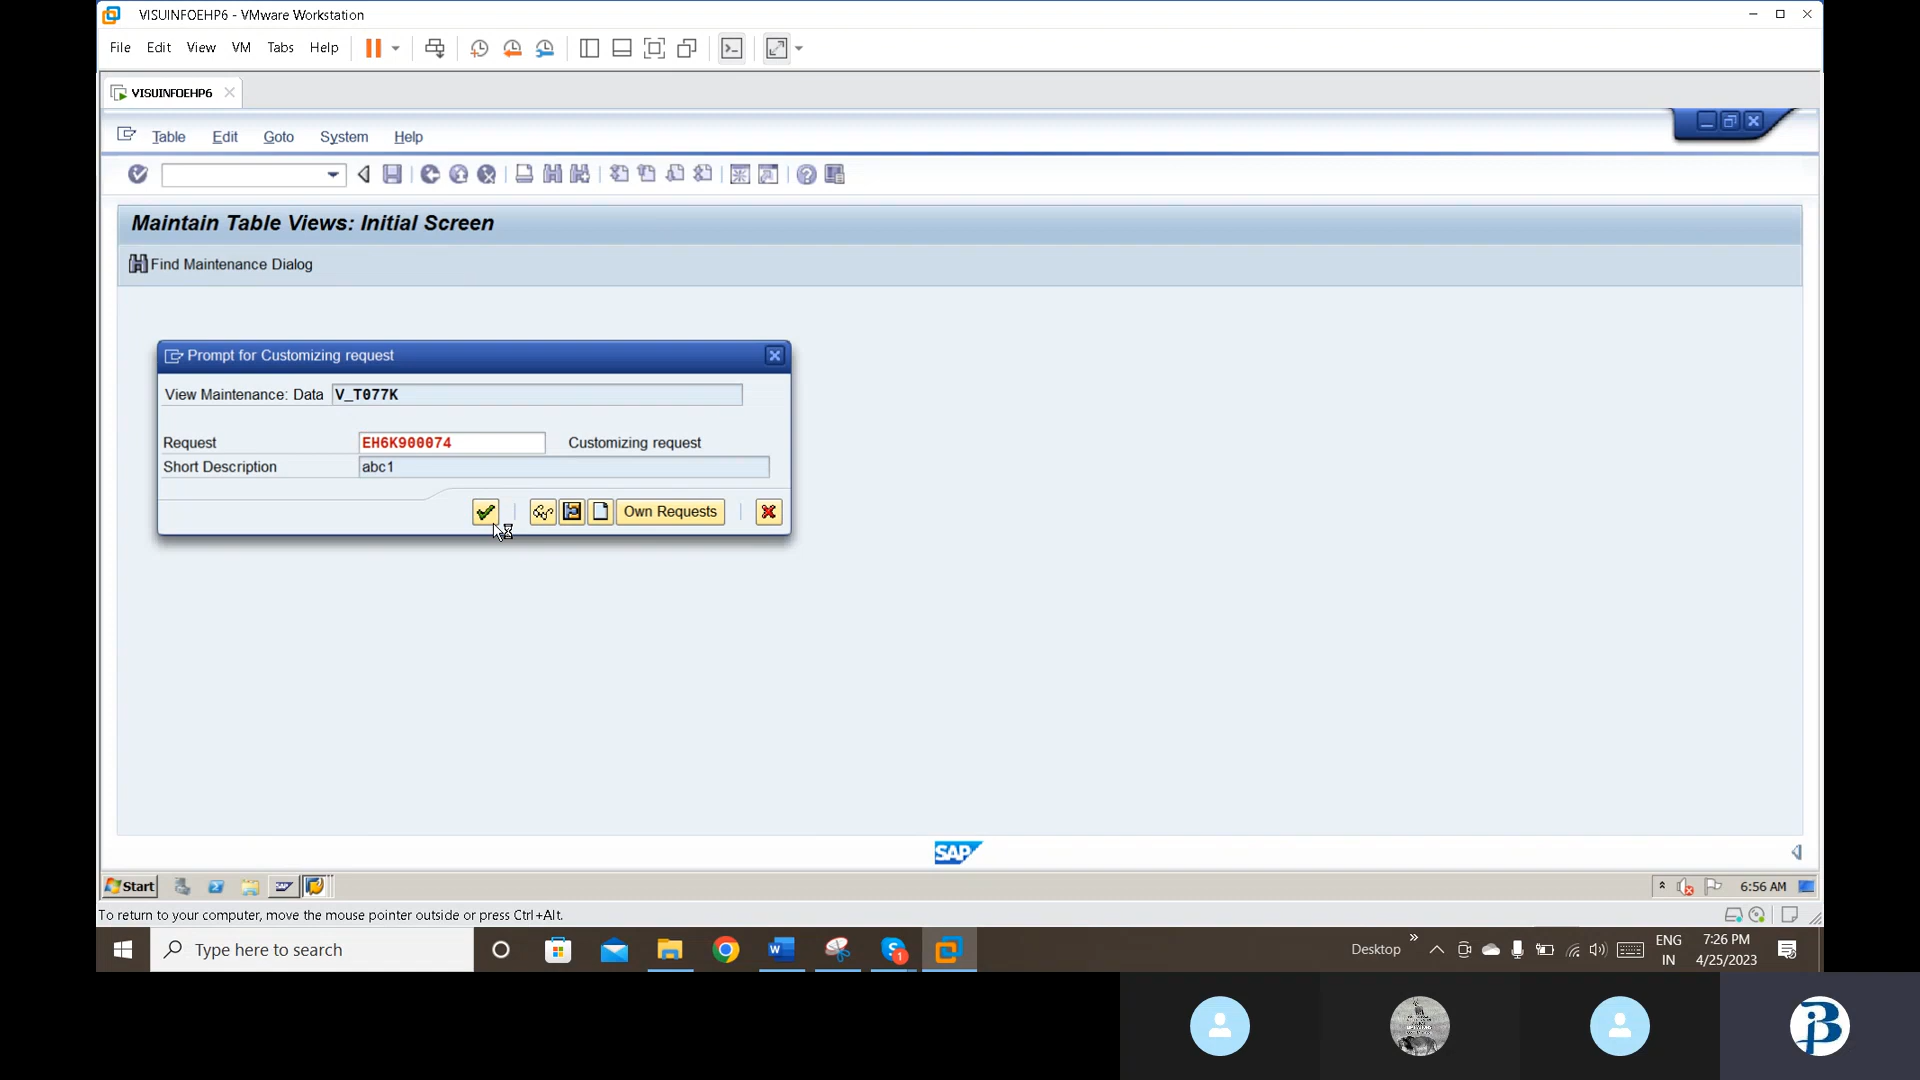 VISUINFOEHP6 - VMware Workstation
File Edit View VM Tabs Help
VISUINFOEHP6
Table Edit Goto System Help
Maintain Table Views: Initial Screen
Find Maintenance Dialog
Prompt for Customizing request
View Maintenance: Data V_T077K
Request EH6K900074 Customizing request
Short Description abc1
Own Requests
SAP
Start
6:56 AM
To return to your computer, move the mouse pointer outside or press Ctrl+Alt.
Type here to search
Desktop
ENG
IN
7:26 PM
4/25/2023